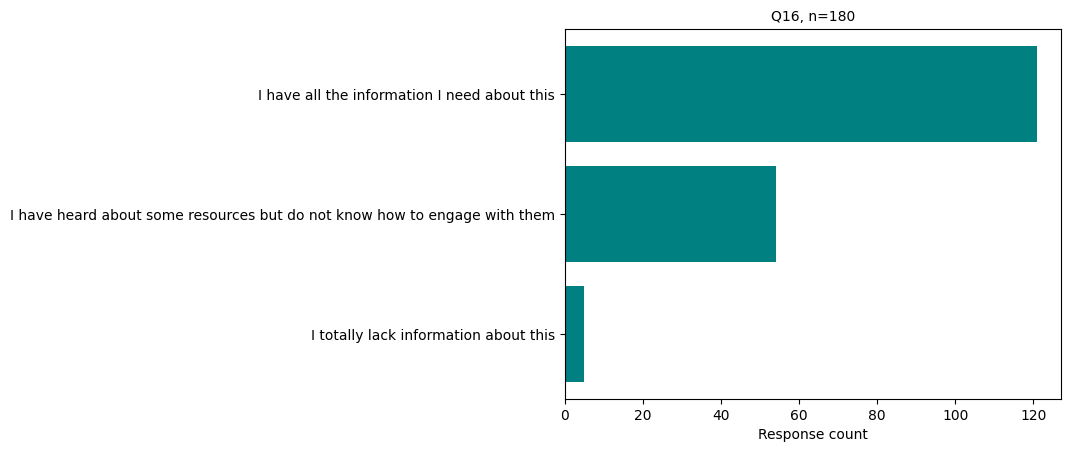 Q16, n=180
I have all the information I need about this
I have heard about some resources but do not know how to engage with them
I totally lack information about this
0 20 40 60 80 100 120
Response count